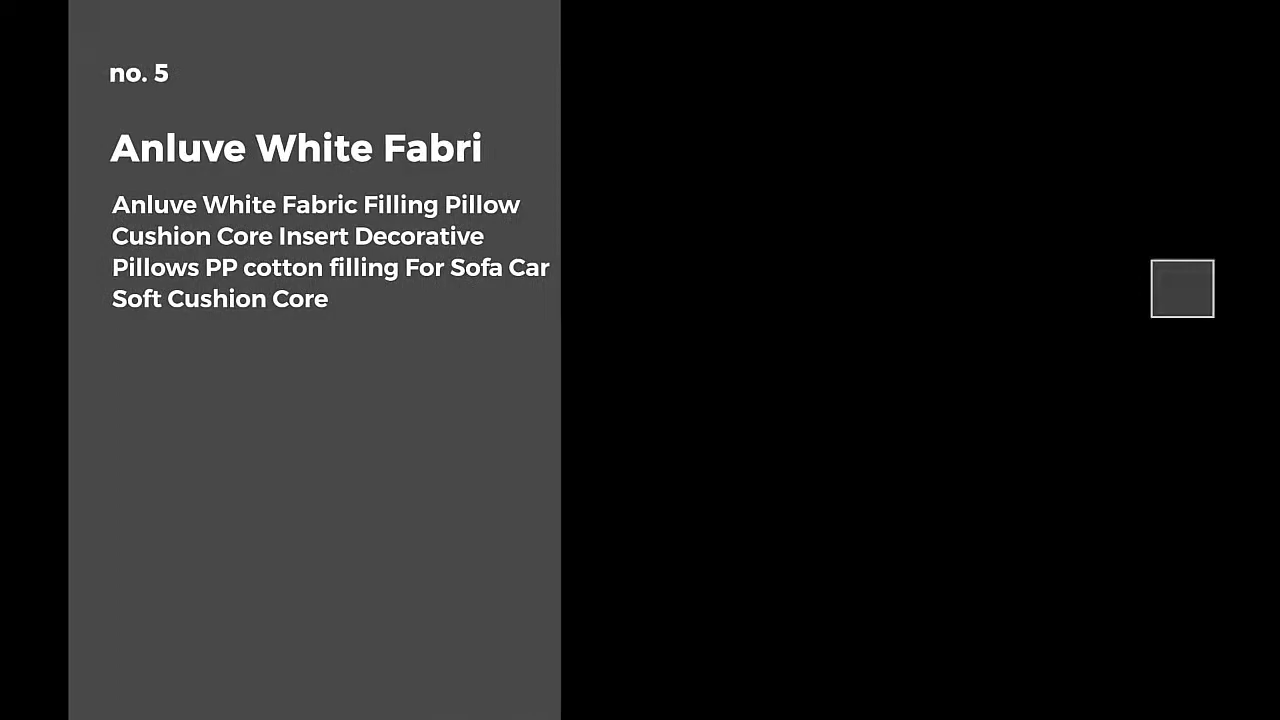 no. 5
Anluve White Fabri
Anluve White Fabric Filling Pillow
Cushion Core Insert Decorative
Pillows PP cotton filling For Sofa Car
Soft Cushion Core